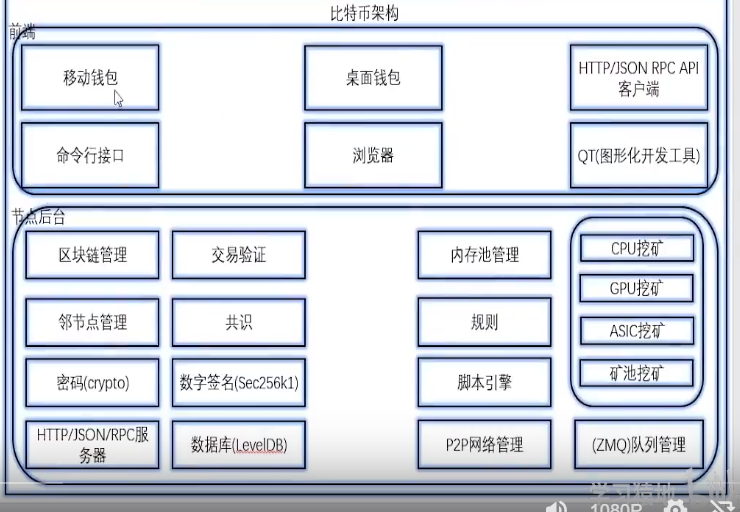 比特币架构
前端
移动钱包
桌面钱包
HTTP/JSON RPC API
客户端
命令行接口
浏览器
QT(图形化开发工具)
节点后台
区块链管理
交易验证
内存池管理
CPU挖矿
GPU挖矿
邻节点管理
共识
规则
ASIC挖矿
矿池挖矿
密码(crypto)
数字签名(Sec256k1)
脚本引擎
HTTP/JSON/RPC服
务器
数据库(LevelDB)
P2P网络管理
(ZMQ)队列管理
1080P